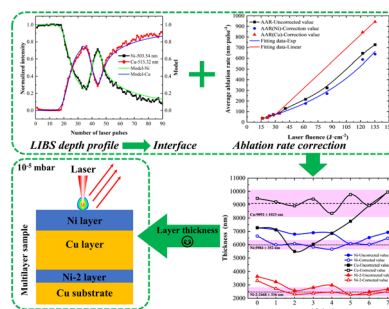 Ni-503.54 nm
Cu-515.32 nm
Model-Ni
Model-Cu
Normalized intensity
Model
Number of laser pulses
AAR-Uncorrected value
AAR(Ni)-Correction value
AAR(Cu)-Correction value
Fitting data-Exp
Fitting data-Linear
Average ablation rate (nm·pulse⁻¹)
Laser fluence (J·cm⁻²)
LIBS depth profile
Interface
Ablation rate correction
10⁻⁵ mbar
Laser
Ni layer
Cu layer
Ni-2 layer
Cu substrate
Multilayer sample
Layer thickness
Thickness (nm)
Ni-Uncorrected value
Ni-Corrected value
Cu-Uncorrected value
Cu-Corrected value
Ni-2-Uncorrected value
Ni-2-Corrected value